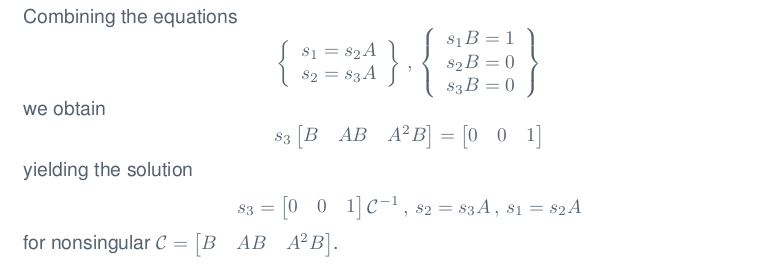 Combining the equations
{ s₁ = s₂A
s₂ = s₃A } , { s₁B = 1
s₂B = 0
s₃B = 0 }
we obtain
s₃ [B AB A²B] = [0 0 1]
yielding the solution
s₃ = [0 0 1] 𝒞⁻¹ , s₂ = s₃A , s₁ = s₂A
for nonsingular 𝒞 = [B AB A²B].